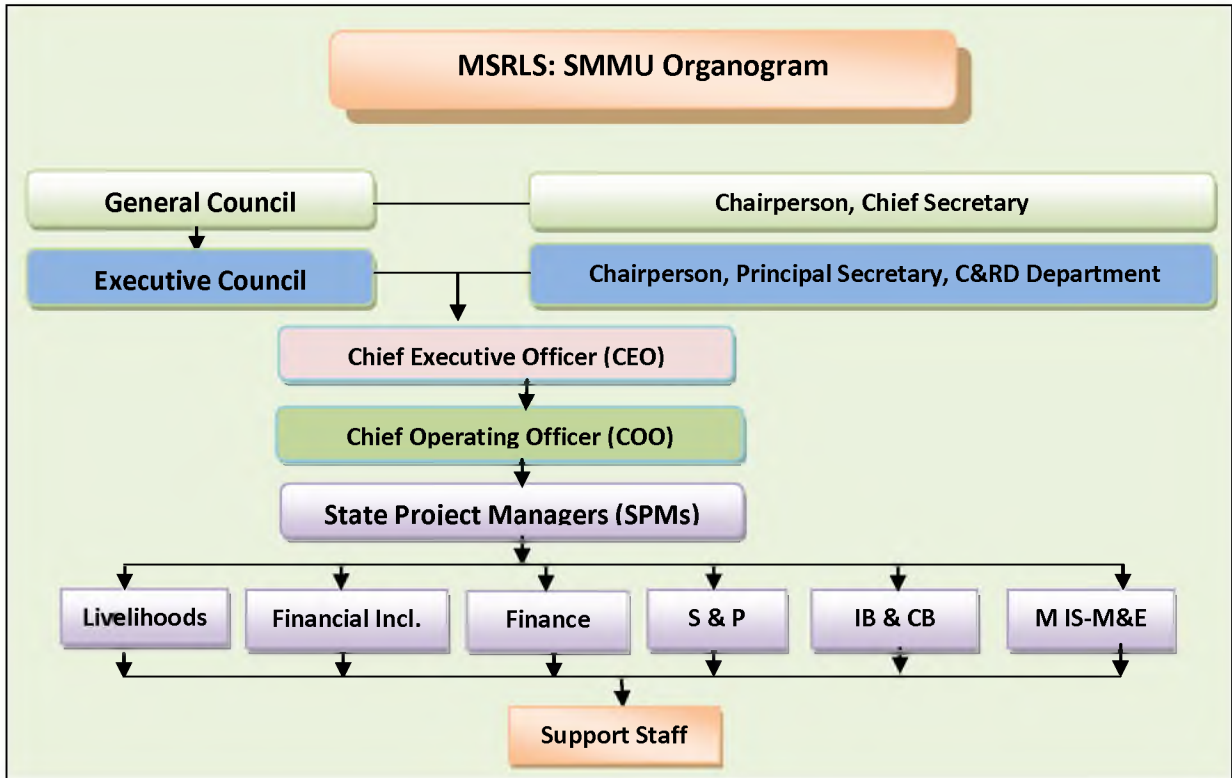 MSRLS: SMMU Organogram
General Council
Chairperson, Chief Secretary
Executive Council
Chairperson, Principal Secretary, C&RD Department
Chief Executive Officer (CEO)
Chief Operating Officer (COO)
State Project Managers (SPMs)
Livelihoods
Financial Incl.
Finance
S & P
IB & CB
M IS-M&E
Support Staff